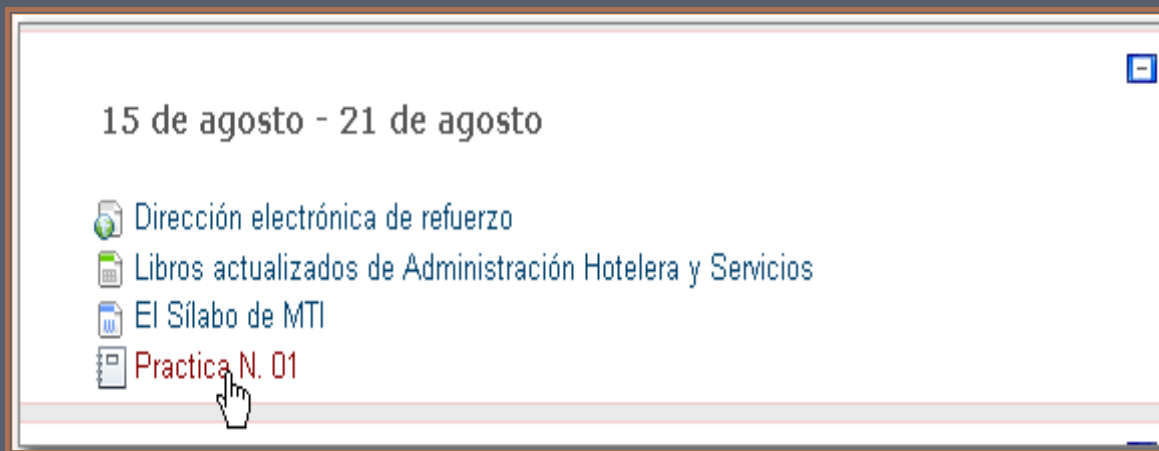 15 de agosto - 21 de agosto
Dirección electrónica de refuerzo
Libros actualizados de Administración Hotelera y Servicios
El Sílabo de MTI
Practica N. 01